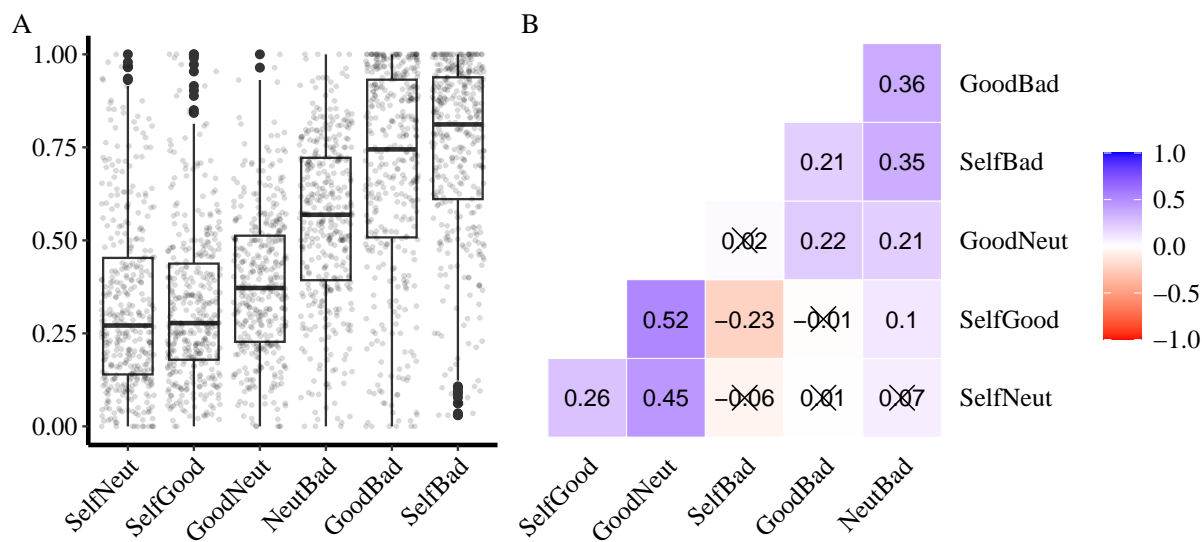 A
1.00
0.75
0.50
0.25
0.00
SelfNeut
SelfGood
GoodNeut
NeutBad
GoodBad
SelfBad
B
0.36 GoodBad
0.21 0.35 SelfBad
0.02 0.22 0.21 GoodNeut
0.52 −0.23 −0.01 0.1 SelfGood
0.26 0.45 −0.06 0.01 0.07 SelfNeut
SelfGood
GoodNeut
SelfBad
GoodBad
NeutBad
1.0
0.5
0.0
−0.5
−1.0